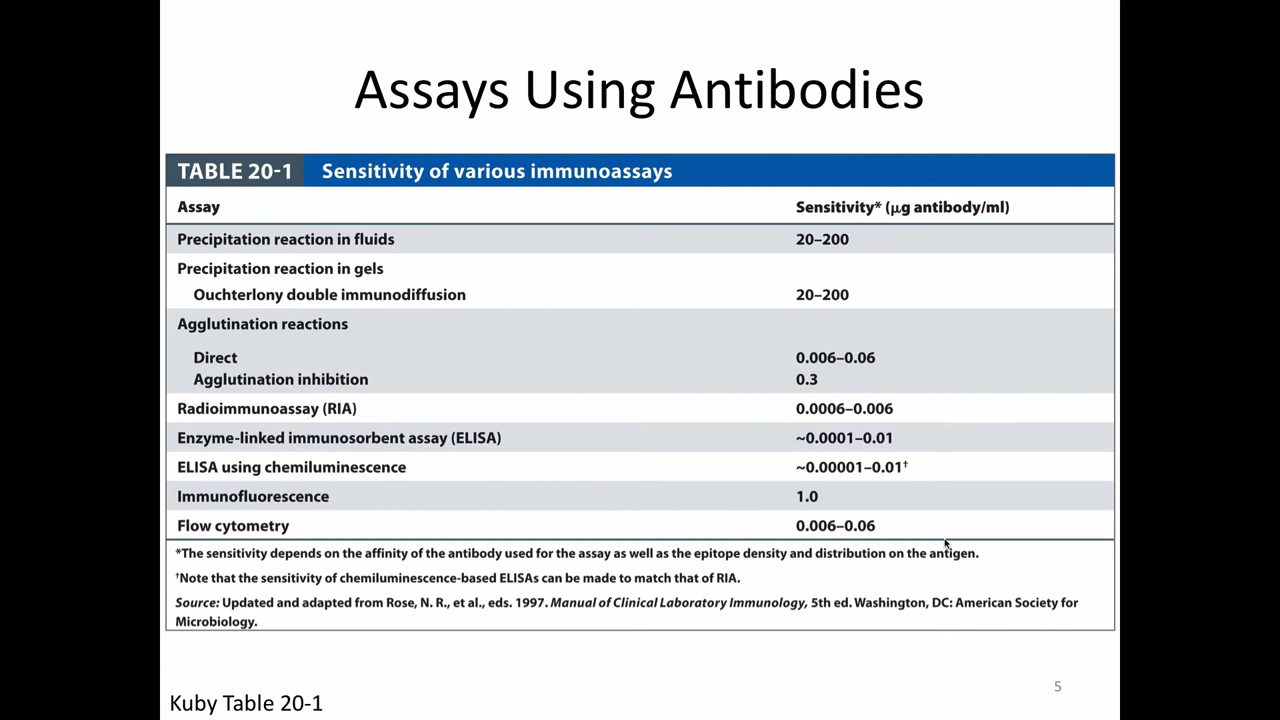 Assays Using Antibodies
TABLE 20-1 Sensitivity of various immunoassays
Assay Sensitivity* (μg antibody/ml)
Precipitation reaction in fluids 20–200
Precipitation reaction in gels
Ouchterlony double immunodiffusion 20–200
Agglutination reactions
Direct 0.006–0.06
Agglutination inhibition 0.3
Radioimmunoassay (RIA) 0.0006–0.006
Enzyme-linked immunosorbent assay (ELISA) ~0.0001–0.01
ELISA using chemiluminescence ~0.00001–0.01†
Immunofluorescence 1.0
Flow cytometry 0.006–0.06
*The sensitivity depends on the affinity of the antibody used for the assay as well as the epitope density and distribution on the antigen.
†Note that the sensitivity of chemiluminescence-based ELISAs can be made to match that of RIA.
Source: Updated and adapted from Rose, N. R., et al., eds. 1997. Manual of Clinical Laboratory Immunology, 5th ed. Washington, DC: American Society for
Microbiology.
5
Kuby Table 20-1